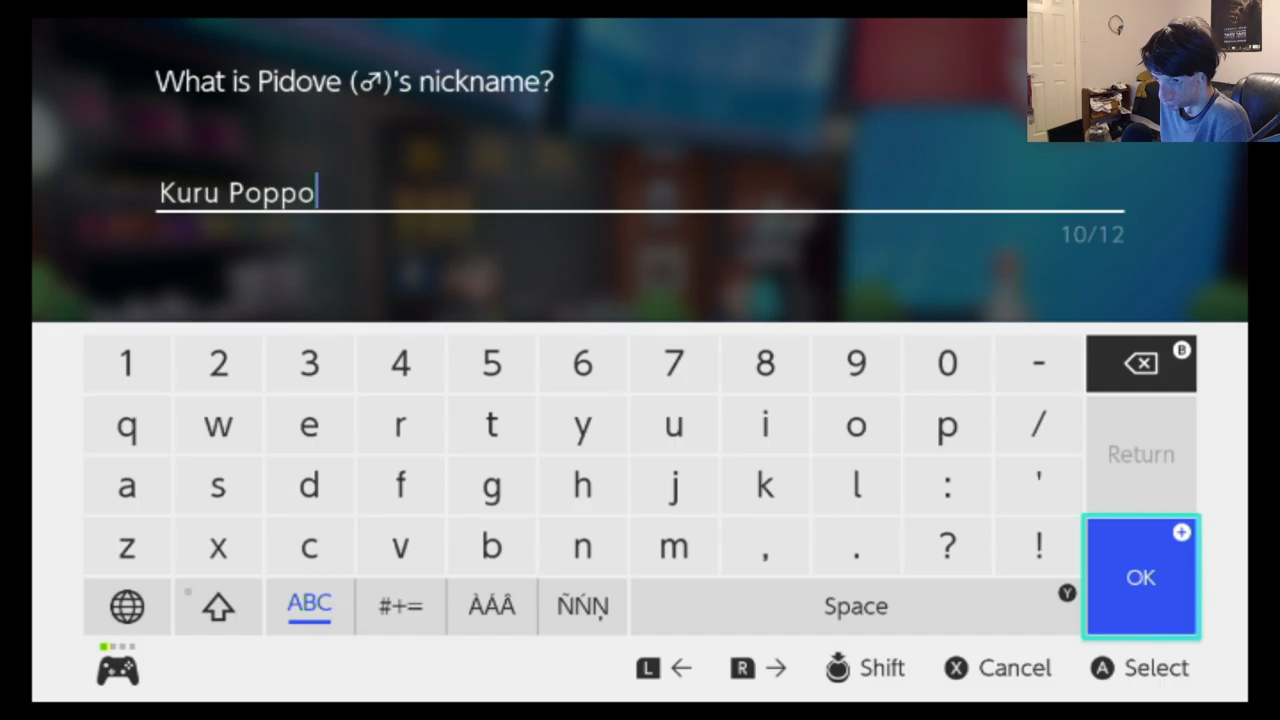 What is Pidove (♂)'s nickname?
Kuru Poppo
10/12
1 2 3 4 5 6 7 8 9 0 - B
q w e r t y u i o p /
Return
a s d f g h j k l : '
z x c v b n m , . ? ! +
OK
ABC #+= ÀÁÂ ÑŃŅ Space Y
L ← R → Shift X Cancel A Select